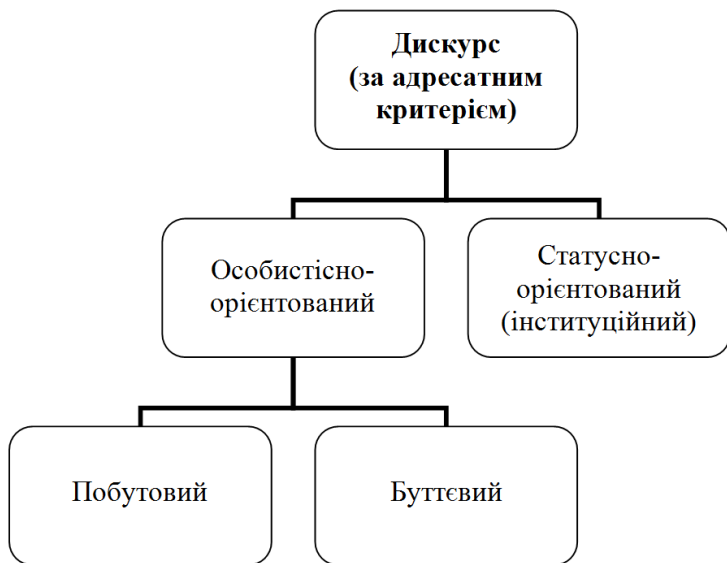 Дискурс
(за адресатним
критерієм)
Особистісно-
орієнтований
Статусно-
орієнтований
(інституційний)
Побутовий
Буттєвий